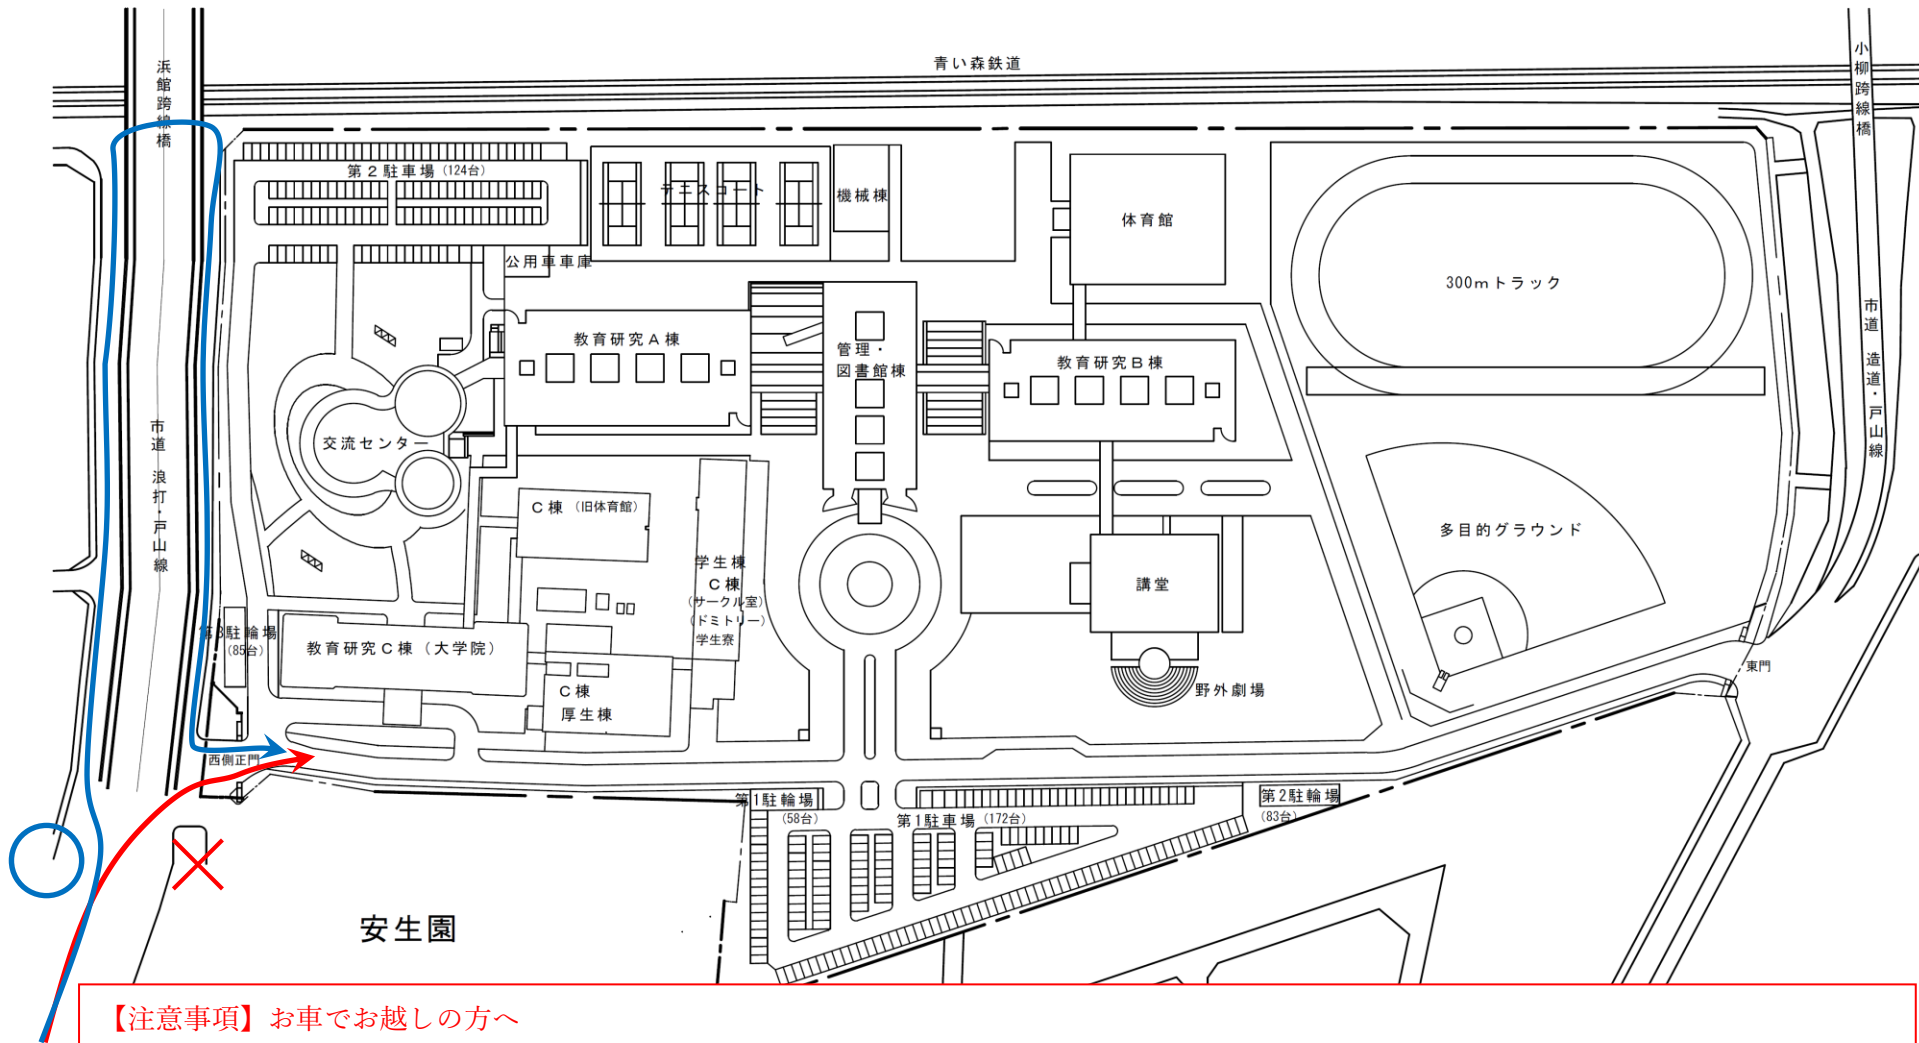 青い森鉄道
浜館跨線橋
小柳跨線橋
第２駐車場（124台）
テニスコート
機械棟
体育館
公用車車庫
300ｍトラック
教育研究Ａ棟
管理・
図書館棟
教育研究Ｂ棟
市道　造道・戸山線
市道　浪打・戸山線
交流センター
Ｃ棟（旧体育館）
多目的グラウンド
学生棟
Ｃ棟
（サークル室）
（ドミトリー）
学生寮
講堂
第3駐輪場
（85台）
教育研究Ｃ棟（大学院）
東門
Ｃ棟
厚生棟
野外劇場
西側正門
第1駐輪場
（58台）
第1駐車場（172台）
第2駐輪場
（83台）
安生園
【注意事項】お車でお越しの方へ